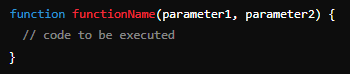 function functionName(parameter1, parameter2) {
  // code to be executed
}